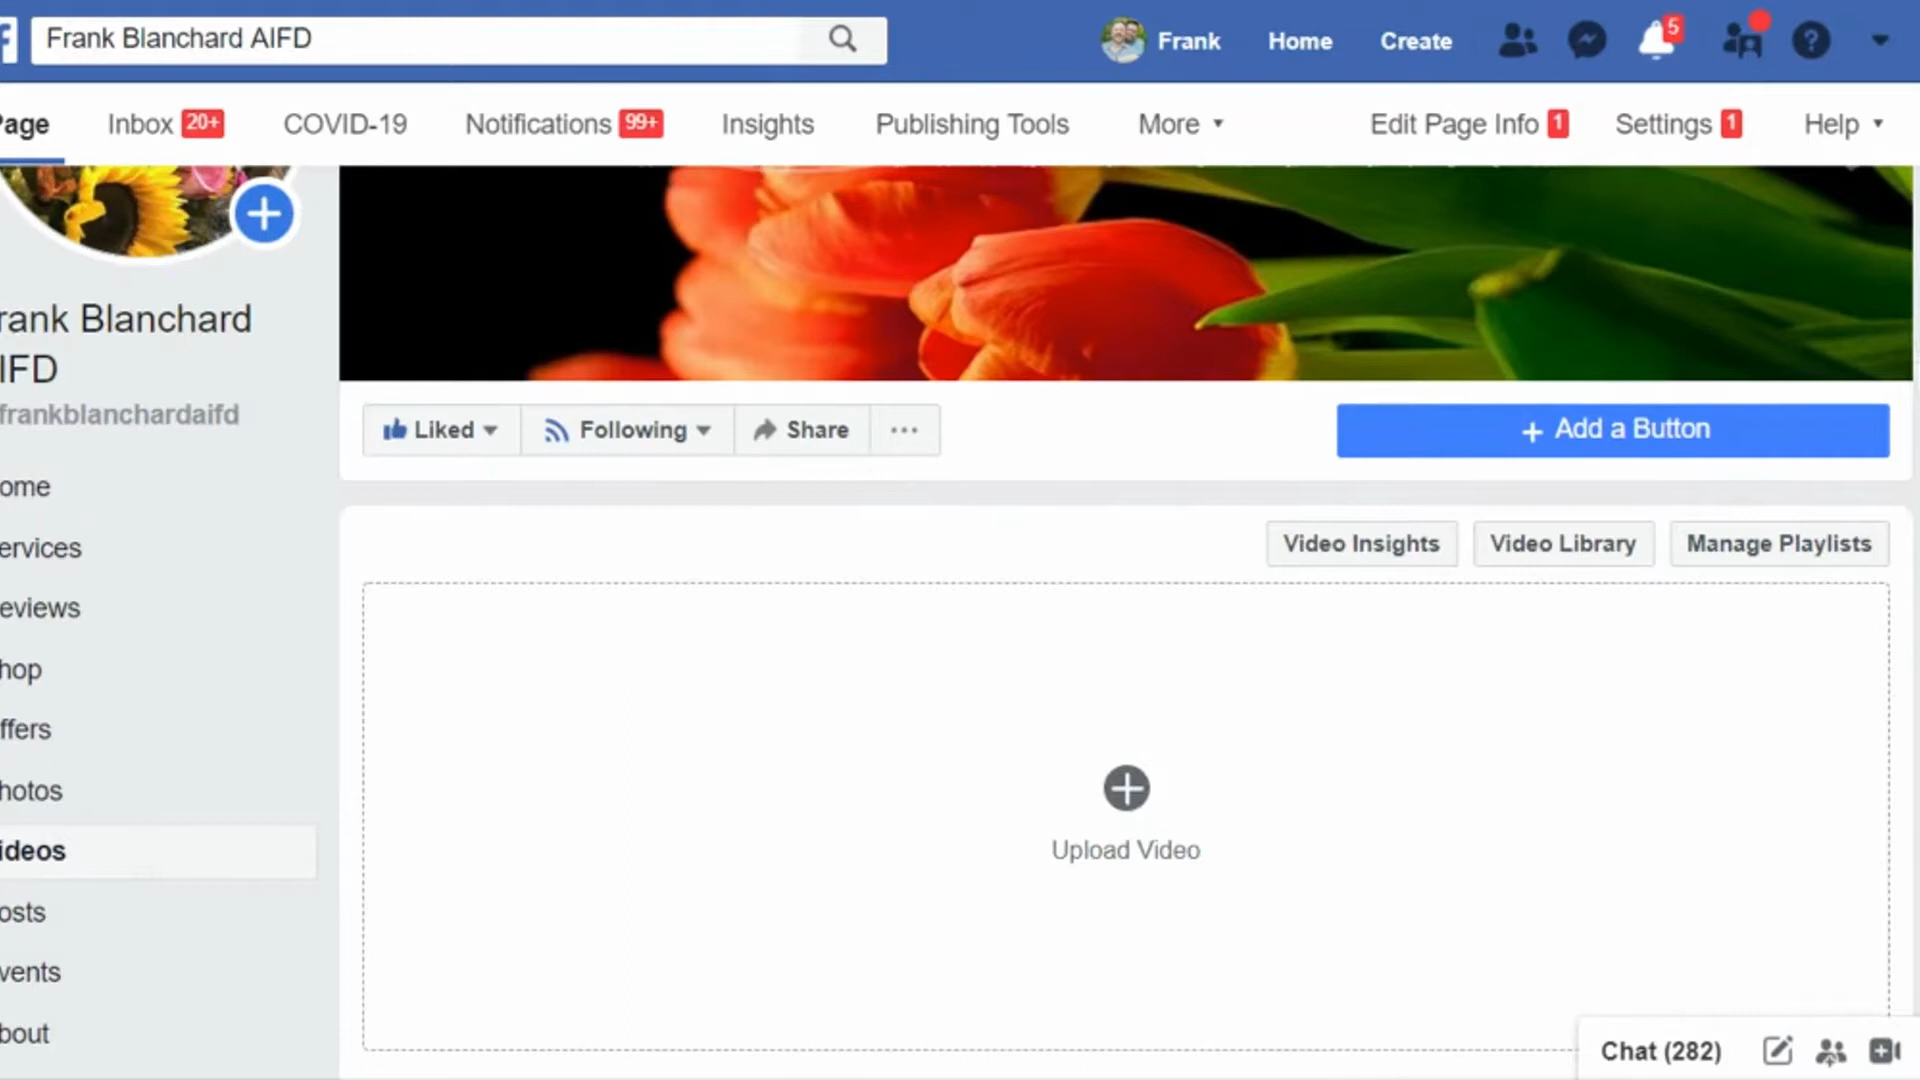 Frank Blanchard AIFD
Frank
Home
Create
5
Page
Inbox 20+
COVID-19
Notifications 99+
Insights
Publishing Tools
More
Edit Page Info 1
Settings 1
Help
rank Blanchard
IFD
frankblanchardaifd
ome
ervices
eviews
hop
ffers
hotos
ideos
osts
vents
bout
Liked
Following
Share
+ Add a Button
Video Insights
Video Library
Manage Playlists
Upload Video
Chat (282)